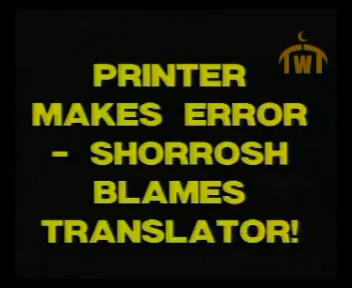 PRINTER
MAKES ERROR
- SHORROSH
BLAMES
TRANSLATOR!